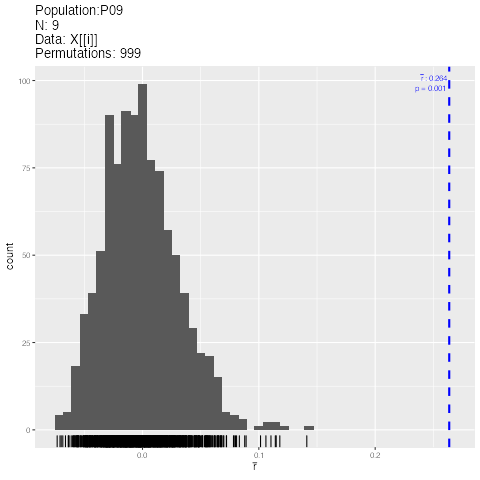 Population:P09
N: 9
Data: X[[i]]
Permutations: 999
r̄ : 0.264
p = 0.001
100
75
50
25
0
count
0.0 0.1 0.2
r̄